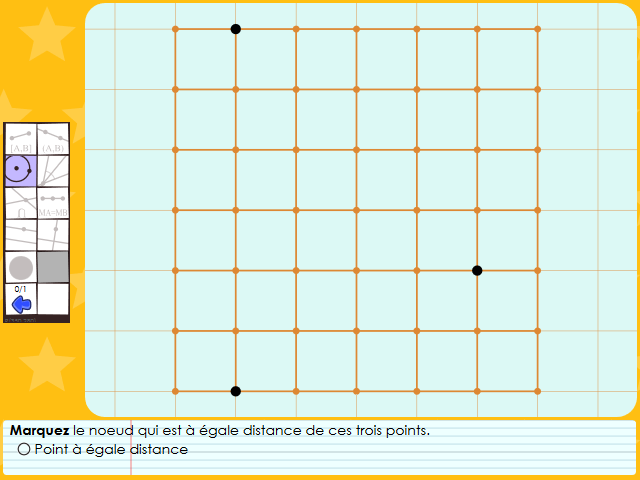 [A,B]
(A,B)
MA=MB
0/1
Marquez le noeud qui est à égale distance de ces trois points.
Point à égale distance